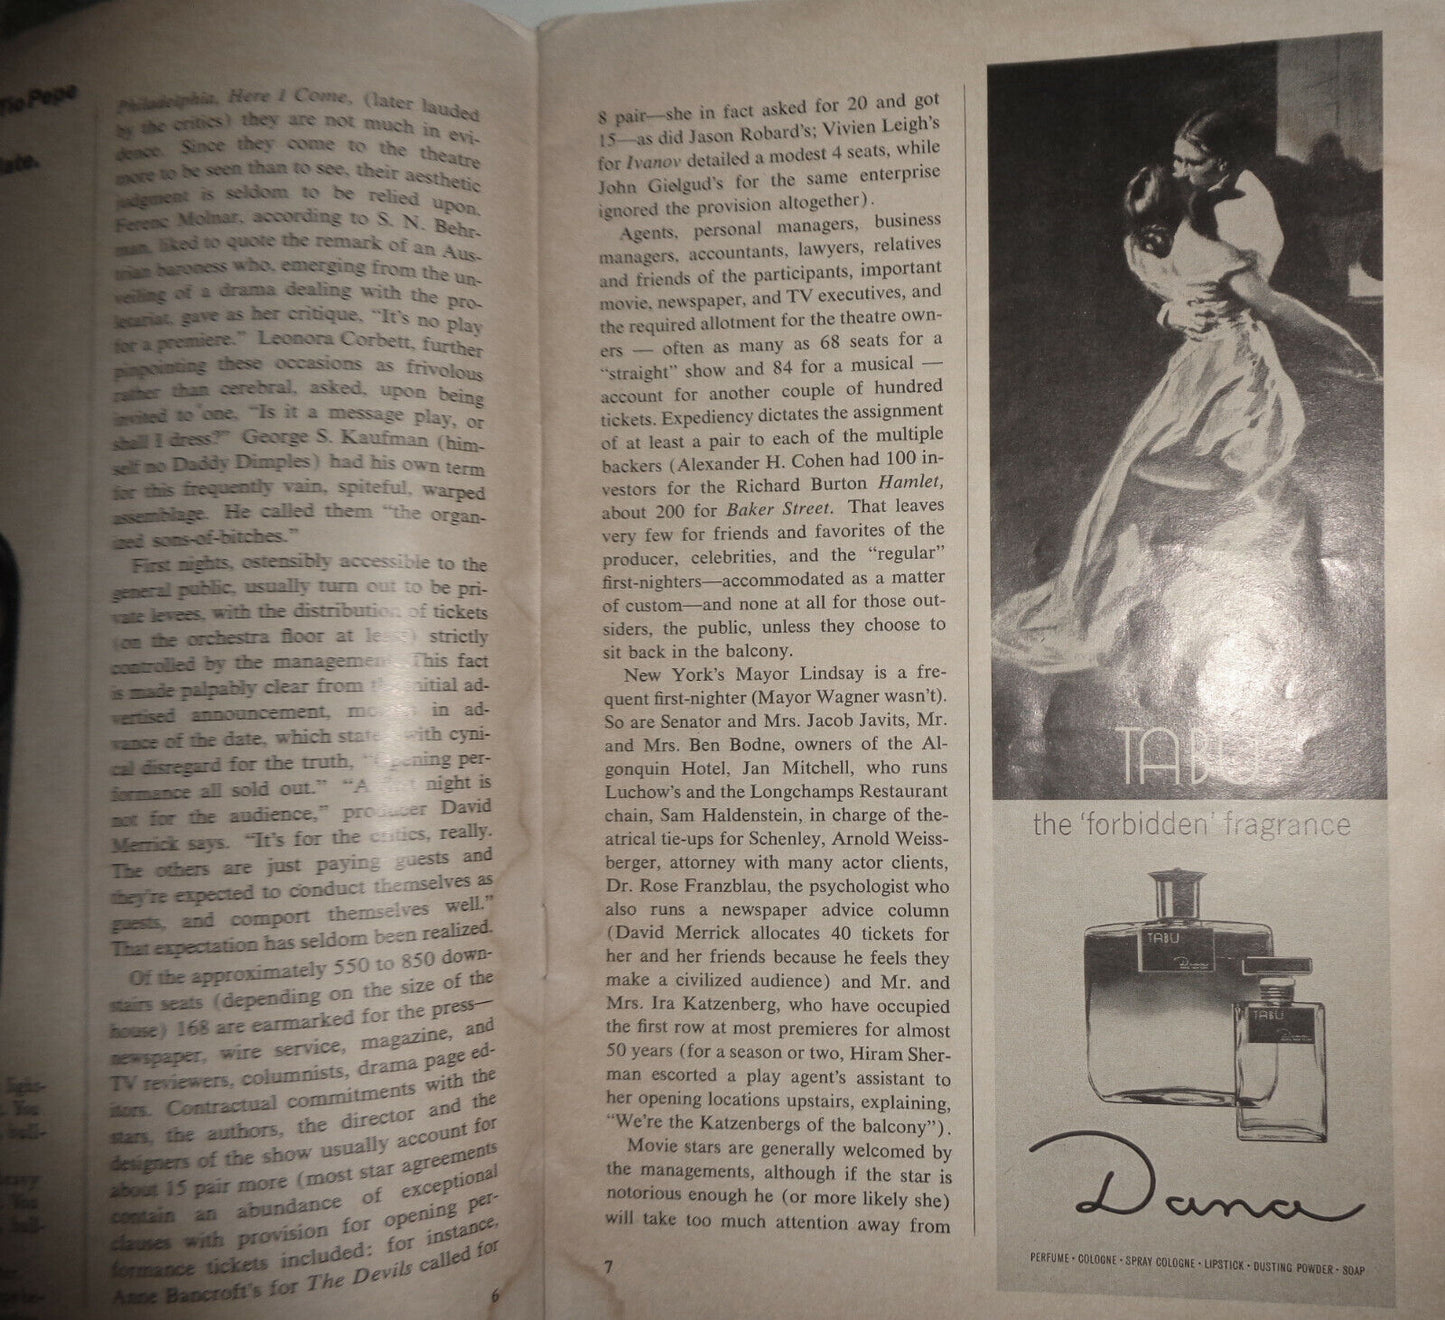 Tio Pepe
late.
Philadelphia, Here I Come, (later lauded
by the critics) they are not much in evi-
dence. Since they come to the theatre
more to be seen than to see, their aesthetic
judgment is seldom to be relied upon.
Ferenc Molnar, according to S. N. Behr-
man, liked to quote the remark of an Aus-
trian baroness who, emerging from the un-
veiling of a drama dealing with the pro-
letariat, gave as her critique, "It's no play
for a premiere." Leonora Corbett, further
pinpointing these occasions as frivolous
rather than cerebral, asked, upon being
invited to one, "Is it a message play, or
shall I dress?" George S. Kaufman (him-
self no Daddy Dimples) had his own term
for this frequently vain, spiteful, warped
assemblage. He called them "the organ-
ized sons-of-bitches."
First nights, ostensibly accessible to the
general public, usually turn out to be pri-
vate levees, with the distribution of tickets
(on the orchestra floor at least) strictly
controlled by the management. This fact
is made palpably clear from the initial ad-
vertised announcement, months in ad-
vance of the date, which states with cyni-
cal disregard for the truth, "Opening per-
formance all sold out." "A first night is
not for the audience," producer David
Merrick says. "It's for the critics, really.
The others are just paying guests and
they're expected to conduct themselves as
guests, and comport themselves well."
That expectation has seldom been realized.
Of the approximately 550 to 850 down-
stairs seats (depending on the size of the
house) 168 are earmarked for the press—
newspaper, wire service, magazine, and
TV reviewers, columnists, drama page ed-
itors. Contractual commitments with the
stars, the authors, the director and the
designers of the show usually account for
about 15 pair more (most star agreements
contain an abundance of exceptional
clauses with provision for opening per-
formance tickets included: for instance,
Anne Bancroft's for The Devils called for
6
8 pair—she in fact asked for 20 and got
15—as did Jason Robard's; Vivien Leigh's
for Ivanov detailed a modest 4 seats, while
John Gielgud's for the same enterprise
ignored the provision altogether).
Agents, personal managers, business
managers, accountants, lawyers, relatives
and friends of the participants, important
movie, newspaper, and TV executives, and
the required allotment for the theatre own-
ers — often as many as 68 seats for a
"straight" show and 84 for a musical —
account for another couple of hundred
tickets. Expediency dictates the assignment
of at least a pair to each of the multiple
backers (Alexander H. Cohen had 100 in-
vestors for the Richard Burton Hamlet,
about 200 for Baker Street. That leaves
very few for friends and favorites of the
producer, celebrities, and the "regular"
first-nighters—accommodated as a matter
of custom—and none at all for those out-
siders, the public, unless they choose to
sit back in the balcony.
New York's Mayor Lindsay is a fre-
quent first-nighter (Mayor Wagner wasn't).
So are Senator and Mrs. Jacob Javits, Mr.
and Mrs. Ben Bodne, owners of the Al-
gonquin Hotel, Jan Mitchell, who runs
Luchow's and the Longchamps Restaurant
chain, Sam Haldenstein, in charge of the-
atrical tie-ups for Schenley, Arnold Weiss-
berger, attorney with many actor clients,
Dr. Rose Franzblau, the psychologist who
also runs a newspaper advice column
(David Merrick allocates 40 tickets for
her and her friends because he feels they
make a civilized audience) and Mr. and
Mrs. Ira Katzenberg, who have occupied
the first row at most premieres for almost
50 years (for a season or two, Hiram Sher-
man escorted a play agent's assistant to
her opening locations upstairs, explaining,
"We're the Katzenbergs of the balcony").
Movie stars are generally welcomed by
the managements, although if the star is
notorious enough he (or more likely she)
will take too much attention away from
7
TABU
the 'forbidden' fragrance
TABU
Dana
TABU
Dana
Dana
PERFUME • COLOGNE • SPRAY COLOGNE • LIPSTICK • DUSTING POWDER • SOAP